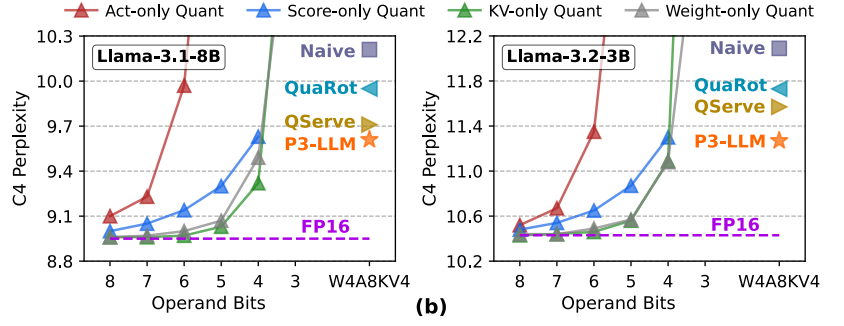 Act-only Quant Score-only Quant KV-only Quant Weight-only Quant
C4 Perplexity
10.3
10.0
9.7
9.4
9.1
8.8
Llama-3.1-8B
Naive
QuaRot
QServe
P3-LLM
FP16
8 7 6 5 4 3 W4A8KV4
Operand Bits
C4 Perplexity
12.2
11.8
11.4
11.0
10.6
10.2
Llama-3.2-3B
Naive
QuaRot
QServe
P3-LLM
FP16
8 7 6 5 4 3 W4A8KV4
Operand Bits
(b)